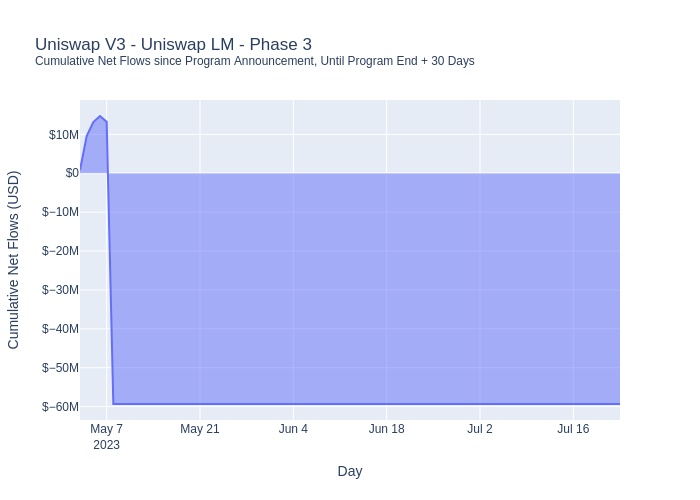 Uniswap V3 - Uniswap LM - Phase 3
Cumulative Net Flows since Program Announcement, Until Program End + 30 Days
Cumulative Net Flows (USD)
$10M
$0
$−10M
$−20M
$−30M
$−40M
$−50M
$−60M
May 7
2023
May 21
Jun 4
Jun 18
Jul 2
Jul 16
Day